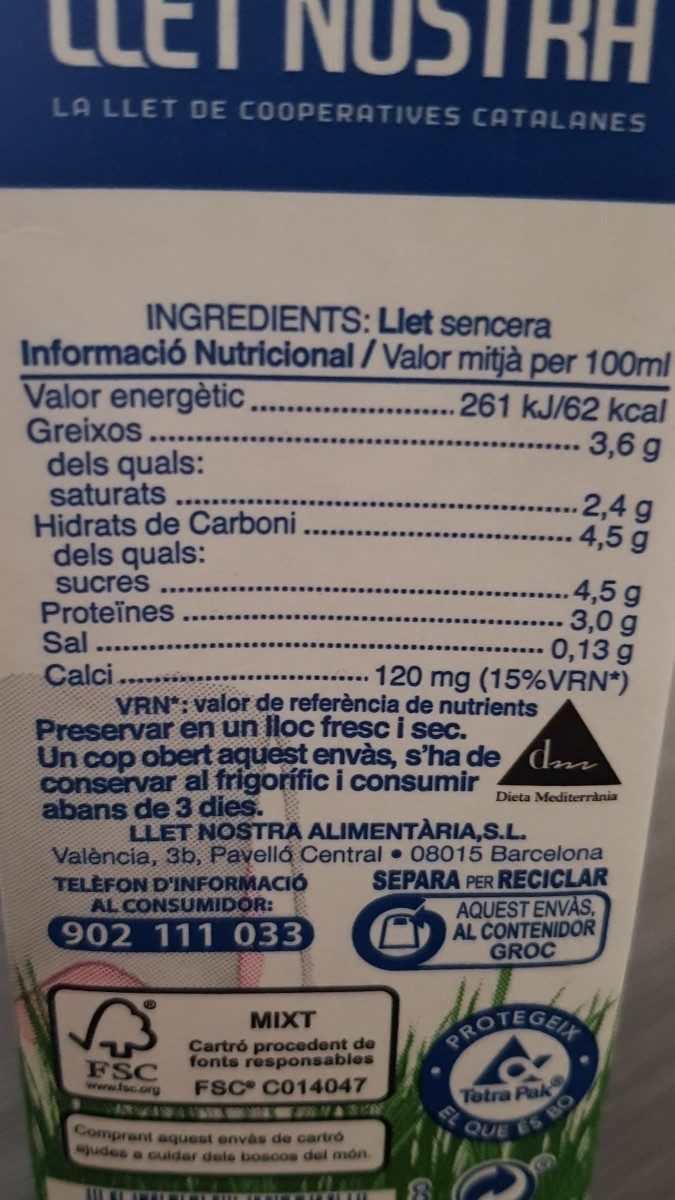 LLET NOSTRA
LA LLET DE COOPERATIVES CATALANES
INGREDIENTS: Llet sencera
Informació Nutricional / Valor mitjà per 100ml
Valor energètic .................... 261 kJ/62 kcal
Greixos .................... 3,6 g
dels quals:
saturats .................... 2,4 g
Hidrats de Carboni .................... 4,5 g
dels quals:
sucres .................... 4,5 g
Proteïnes .................... 3,0 g
Sal .................... 0,13 g
Calci .................... 120 mg (15%VRN*)
VRN*: valor de referència de nutrients
Preservar en un lloc fresc i sec.
Un cop obert aquest envàs, s'ha de
conservar al frigorífic i consumir
abans de 3 dies.
dm
Dieta Mediterrània
LLET NOSTRA ALIMENTÀRIA,S.L.
València, 3b, Pavelló Central • 08015 Barcelona
TELÈFON D'INFORMACIÓ
AL CONSUMIDOR:
902 111 033
SEPARA PER RECICLAR
AQUEST ENVÀS,
AL CONTENIDOR
GROC
®
FSC
www.fsc.org
MIXT
Cartró procedent de
fonts responsables
FSC® C014047
Comprant aquest envàs de cartró
ajudes a cuidar dels boscos del món.
PROTEGEIX
Tetra Pak®
EL QUE ÉS BO
8